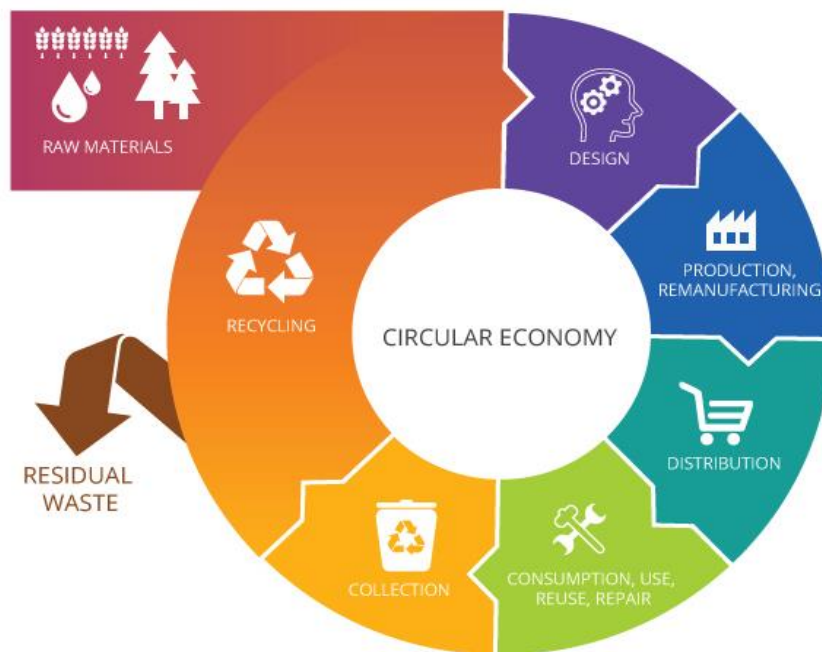 RAW MATERIALS
DESIGN
PRODUCTION,
REMANUFACTURING
RECYCLING
CIRCULAR ECONOMY
DISTRIBUTION
RESIDUAL
WASTE
CONSUMPTION, USE,
REUSE, REPAIR
COLLECTION